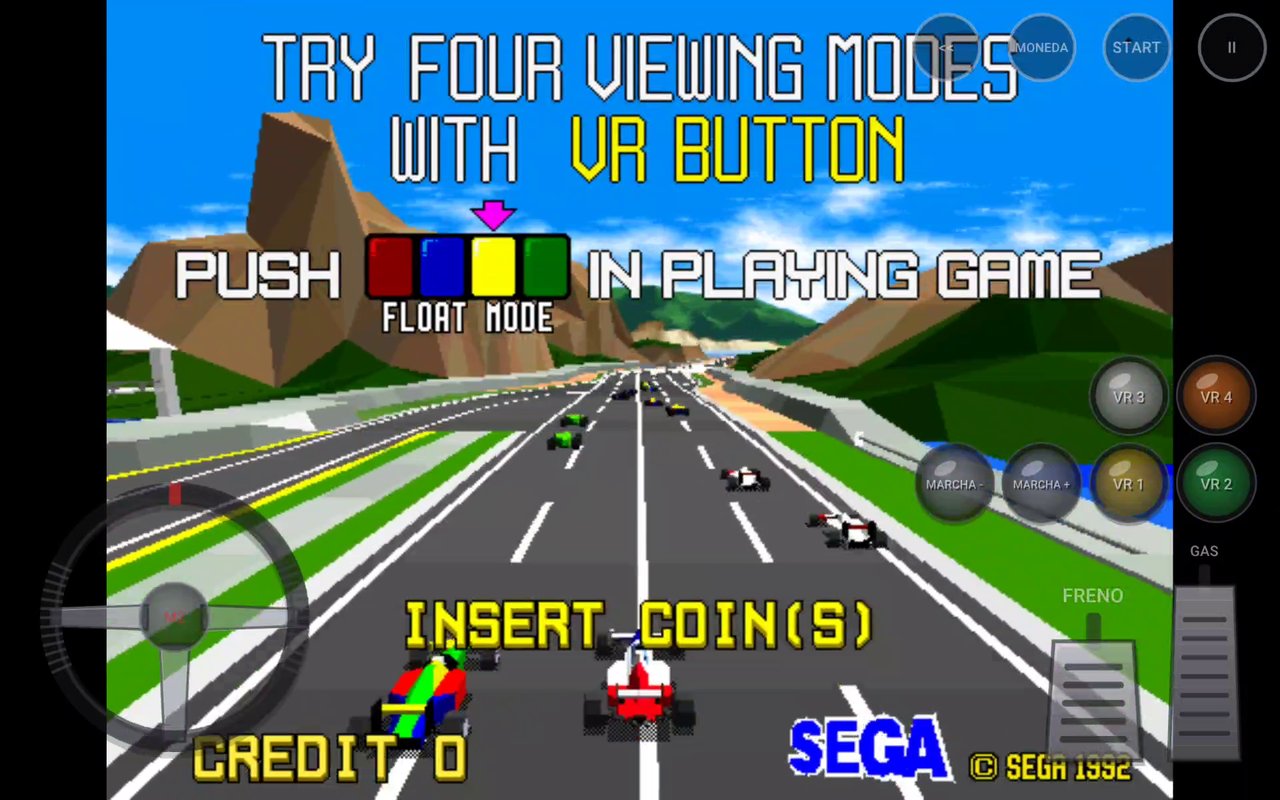 TRY FOUR VIEWING MODES
WITH VR BUTTON
PUSH IN PLAYING GAME
FLOAT MODE
<<
MONEDA
START
II
VR 3
VR 4
MARCHA -
MARCHA +
VR 1
VR 2
GAS
FRENO
INSERT COIN(S)
CREDIT 0
SEGA
© SEGA 1992